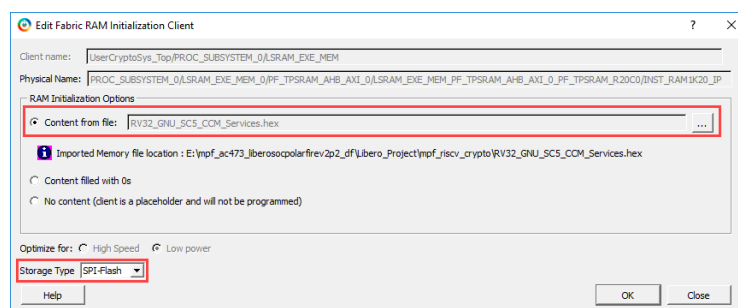 Edit Fabric RAM Initialization Client
Client name: UserCryptoSys_Top/PROC_SUBSYSTEM_0/LSRAM_EXE_MEM
Physical Name: PROC_SUBSYSTEM_0/LSRAM_EXE_MEM_0/PF_TPSRAM_AHB_AXI_0/LSRAM_EXE_MEM_PF_TPSRAM_AHB_AXI_0_PF_TPSRAM_R20C0/INST_RAM1K20_IP
RAM Initialization Options
Content from file: RV32_GNU_SC5_CCM_Services.hex ...
Imported Memory file location : E:\mpf_ac473_liberosocpolarfirev2p2_df\Libero_Project\mpf_riscv_crypto\RV32_GNU_SC5_CCM_Services.hex
Content filled with 0s
No content (client is a placeholder and will not be programmed)
Optimize for: High Speed Low power
Storage Type SPI-Flash
Help OK Close